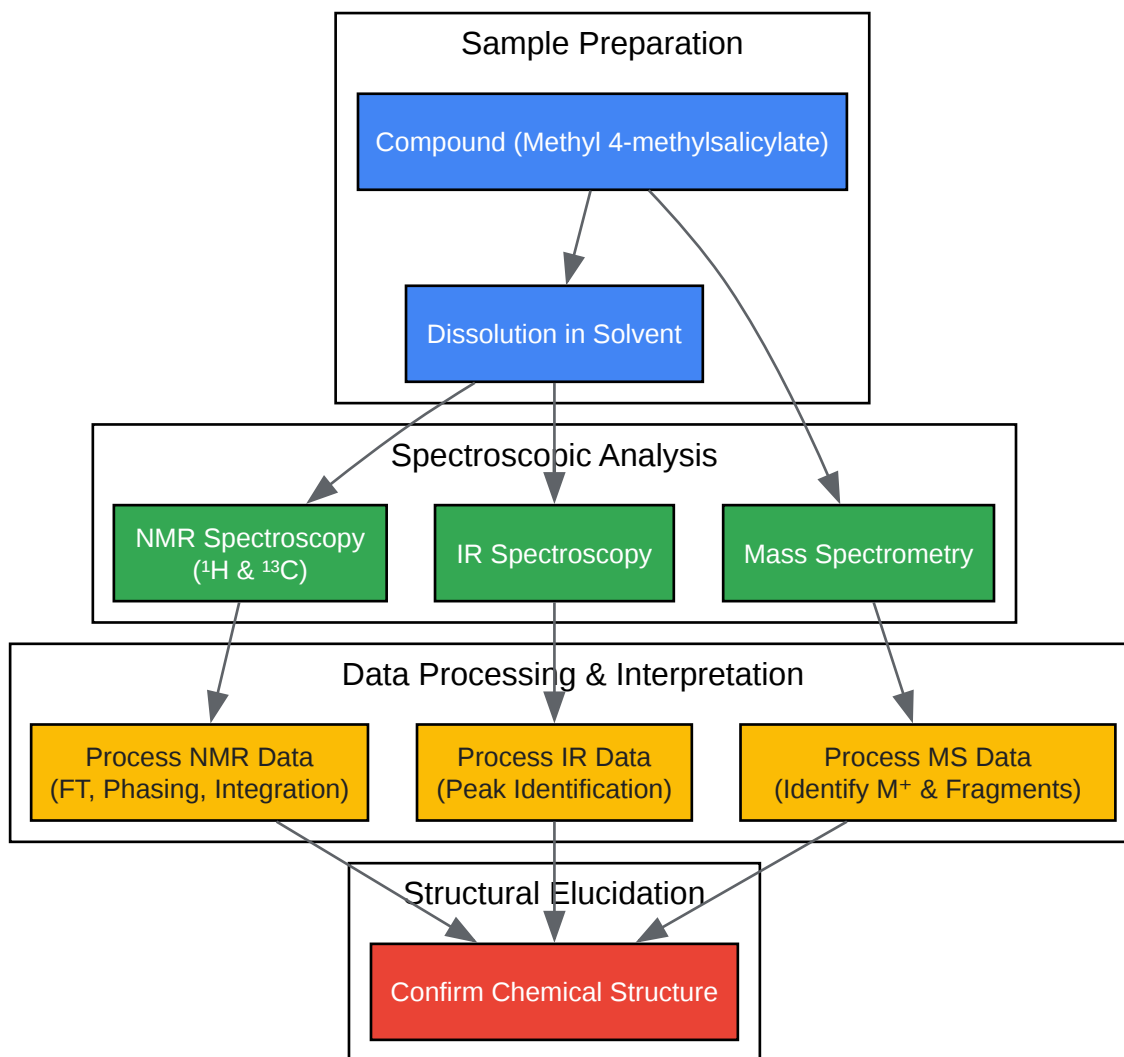 Sample Preparation
Compound (Methyl 4-methylsalicylate)
Dissolution in Solvent
Spectroscopic Analysis
NMR Spectroscopy
(¹H & ¹³C)
IR Spectroscopy
Mass Spectrometry
Data Processing & Interpretation
Process NMR Data
(FT, Phasing, Integration)
Process IR Data
(Peak Identification)
Process MS Data
(Identify M⁺ & Fragments)
Structural Elucidation
Confirm Chemical Structure